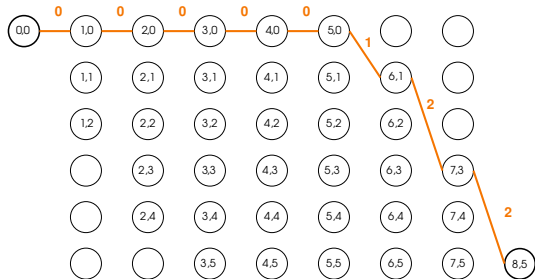 0 0 0 0 0
0,0 1,0 2,0 3,0 4,0 5,0
1
1,1 2,1 3,1 4,1 5,1 6,1
2
1,2 2,2 3,2 4,2 5,2 6,2
2,3 3,3 4,3 5,3 6,3 7,3
2,4 3,4 4,4 5,4 6,4 7,4 2
3,5 4,5 5,5 6,5 7,5 8,5